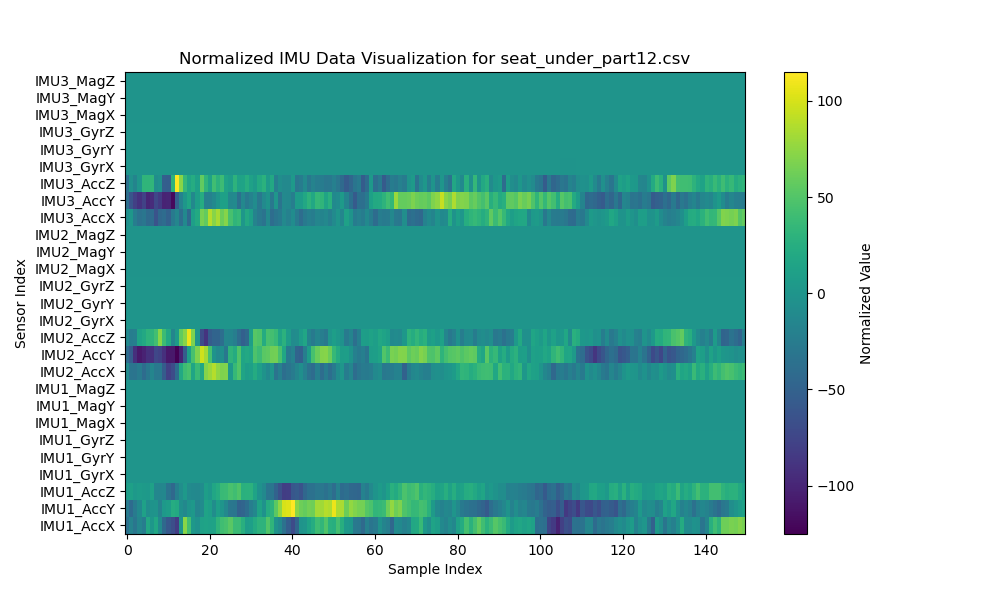 Normalized IMU Data Visualization for seat_under_part12.csv
IMU3_MagZ
IMU3_MagY
IMU3_MagX
IMU3_GyrZ
IMU3_GyrY
IMU3_GyrX
IMU3_AccZ
IMU3_AccY
IMU3_AccX
IMU2_MagZ
IMU2_MagY
IMU2_MagX
IMU2_GyrZ
IMU2_GyrY
IMU2_GyrX
IMU2_AccZ
IMU2_AccY
IMU2_AccX
IMU1_MagZ
IMU1_MagY
IMU1_MagX
IMU1_GyrZ
IMU1_GyrY
IMU1_GyrX
IMU1_AccZ
IMU1_AccY
IMU1_AccX
Sensor Index
0 20 40 60 80 100 120 140
Sample Index
100
50
0
−50
−100
Normalized Value